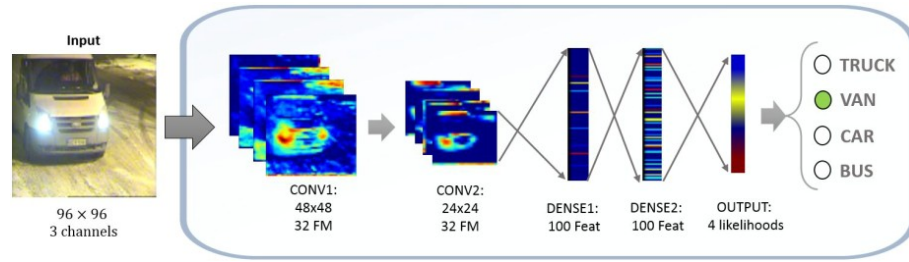 Input
96 × 96
3 channels
CONV1:
48x48
32 FM
CONV2:
24x24
32 FM
DENSE1:
100 Feat
DENSE2:
100 Feat
OUTPUT:
4 likelihoods
TRUCK
VAN
CAR
BUS